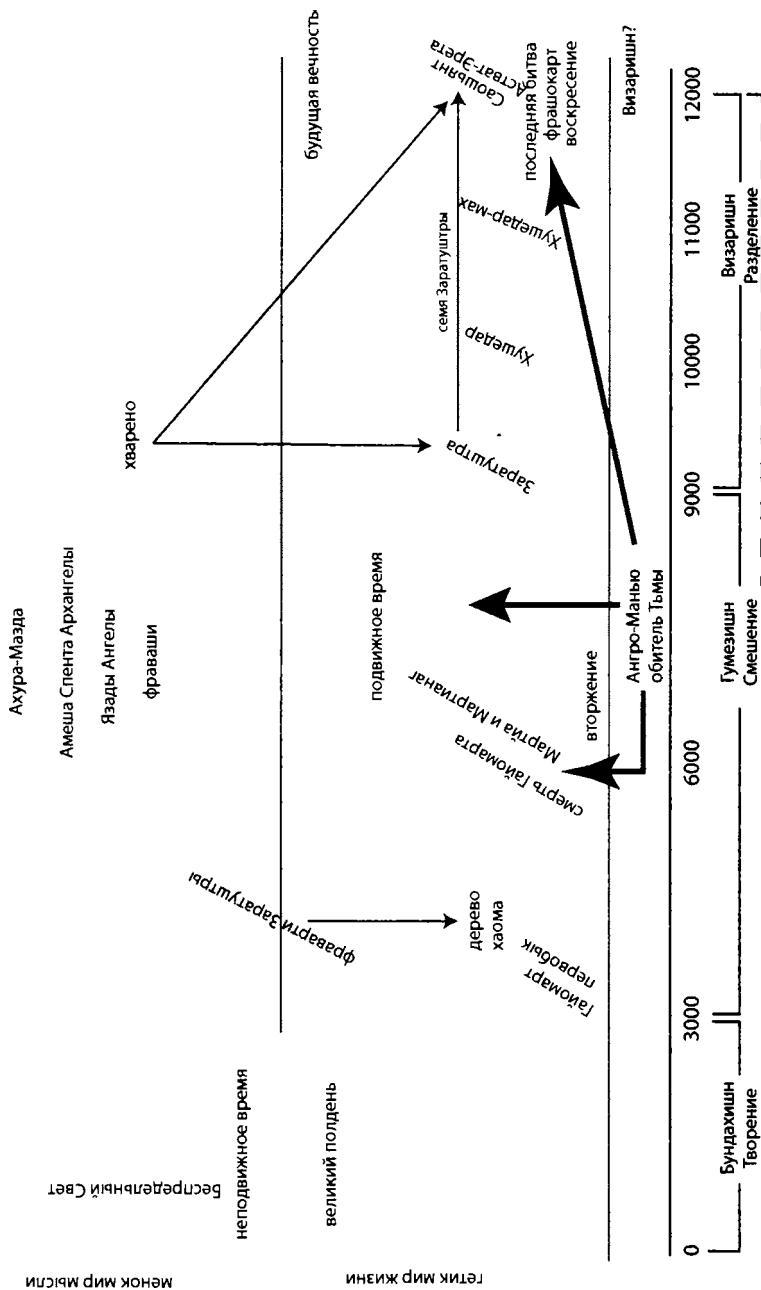 менок мир мысли
Беспредельный Свет
Ахура-Мазда
Амеша Спента Архангелы
Язады Ангелы
фраваши
хварено
неподвижное время
фраварти Заратуштры
гетик мир жизни
великий полдень
подвижное время
будущая вечность
дерево
хаома
Гайомарт
первобык
смерть Гайомарта
Мартйа и Мартианаг
Заратуштра
семя Заратуштры
Хушедар
Хушедар-мах
Саошьянт
Астват-Эрета
последняя битва
фрашокарт
воскресение
вторжение
Ангро-Манью
обитель Тьмы
Визаришн?
0
3000
6000
9000
10000
11000
12000
Бундахишн
Творение
Гумезишн
Смешение
Визаришн
Разделение